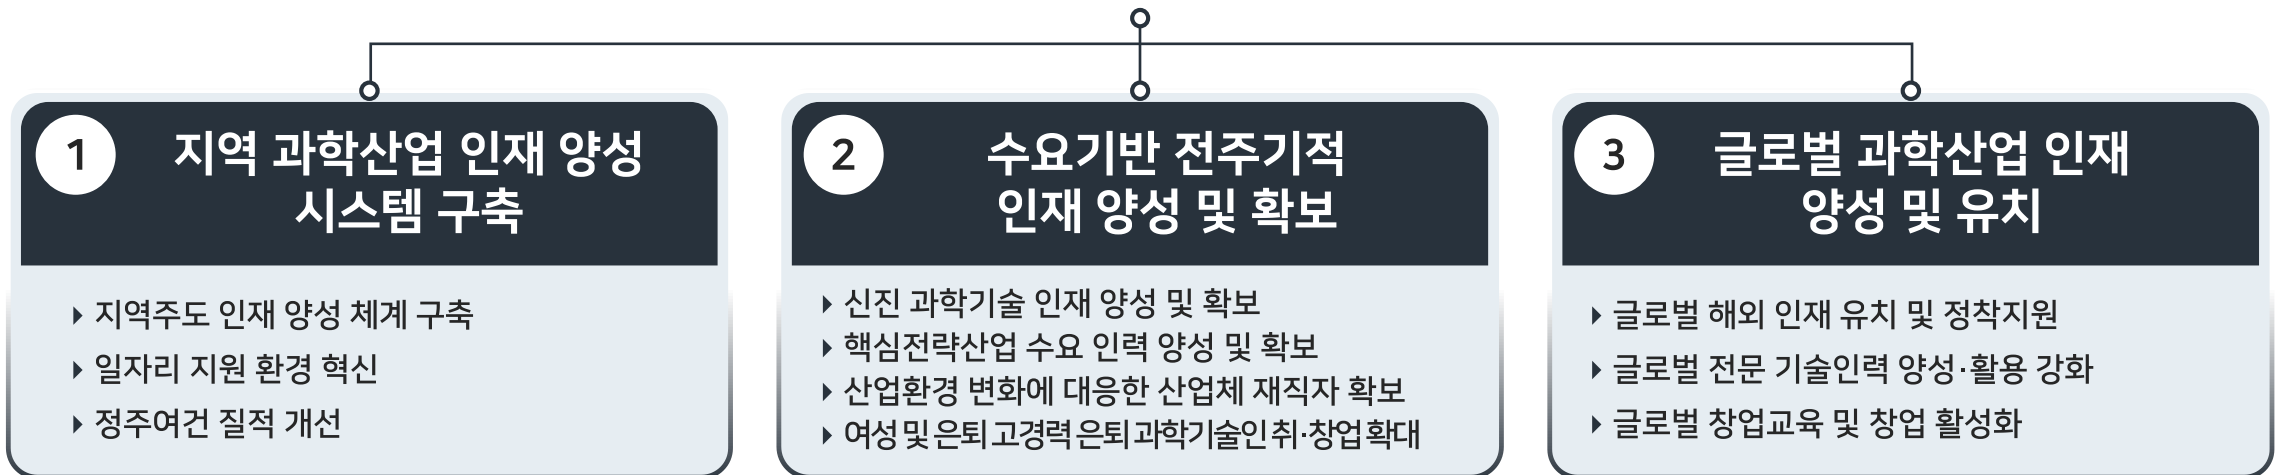 1
지역 과학산업 인재 양성
시스템 구축
지역주도 인재 양성 체계 구축
일자리 지원 환경 혁신
정주여건 질적 개선
2
수요기반 전주기적
인재 양성 및 확보
신진 과학기술 인재 양성 및 확보
핵심전략산업 수요 인력 양성 및 확보
산업환경 변화에 대응한 산업체 재직자 확보
여성 및 은퇴 고경력 은퇴 과학기술인 취·창업 확대
3
글로벌 과학산업 인재
양성 및 유치
글로벌 해외 인재 유치 및 정착지원
글로벌 전문 기술인력 양성·활용 강화
글로벌 창업교육 및 창업 활성화